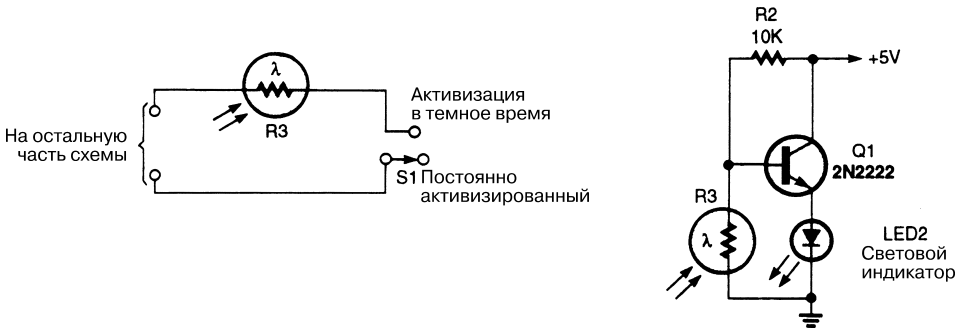 λ
R3
На остальную
часть схемы
Активизация
в темное время
S1 Постоянно
активизированный
R2
10K
+5V
Q1
2N2222
R3
λ
LED2
Световой
индикатор